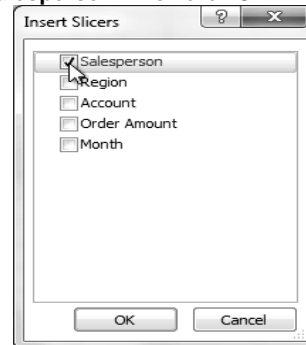 Insert Slicers
Salesperson
Region
Account
Order Amount
Month
OK
Cancel